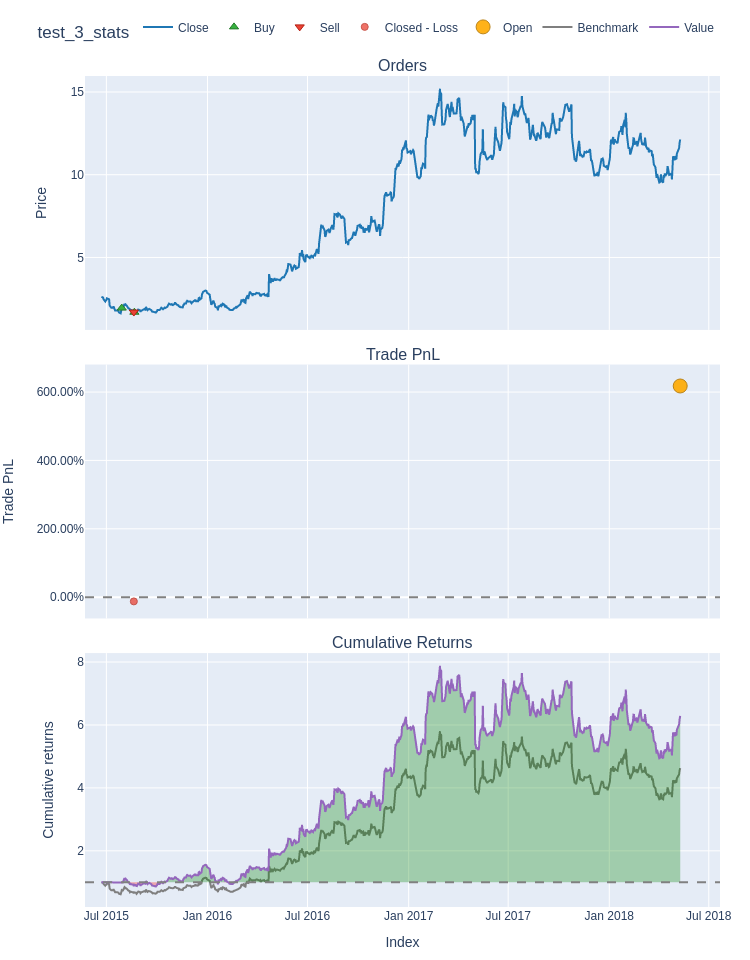 test_3_stats
Close Buy Sell Closed - Loss Open Benchmark Value
Orders
15
10
5
Price
Trade PnL
600.00%
400.00%
200.00%
0.00%
Trade PnL
Cumulative Returns
8
6
4
2
Cumulative returns
Jul 2015 Jan 2016 Jul 2016 Jan 2017 Jul 2017 Jan 2018 Jul 2018
Index